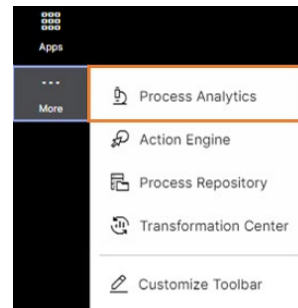 Apps
More
Process Analytics
Action Engine
Process Repository
Transformation Center
Customize Toolbar